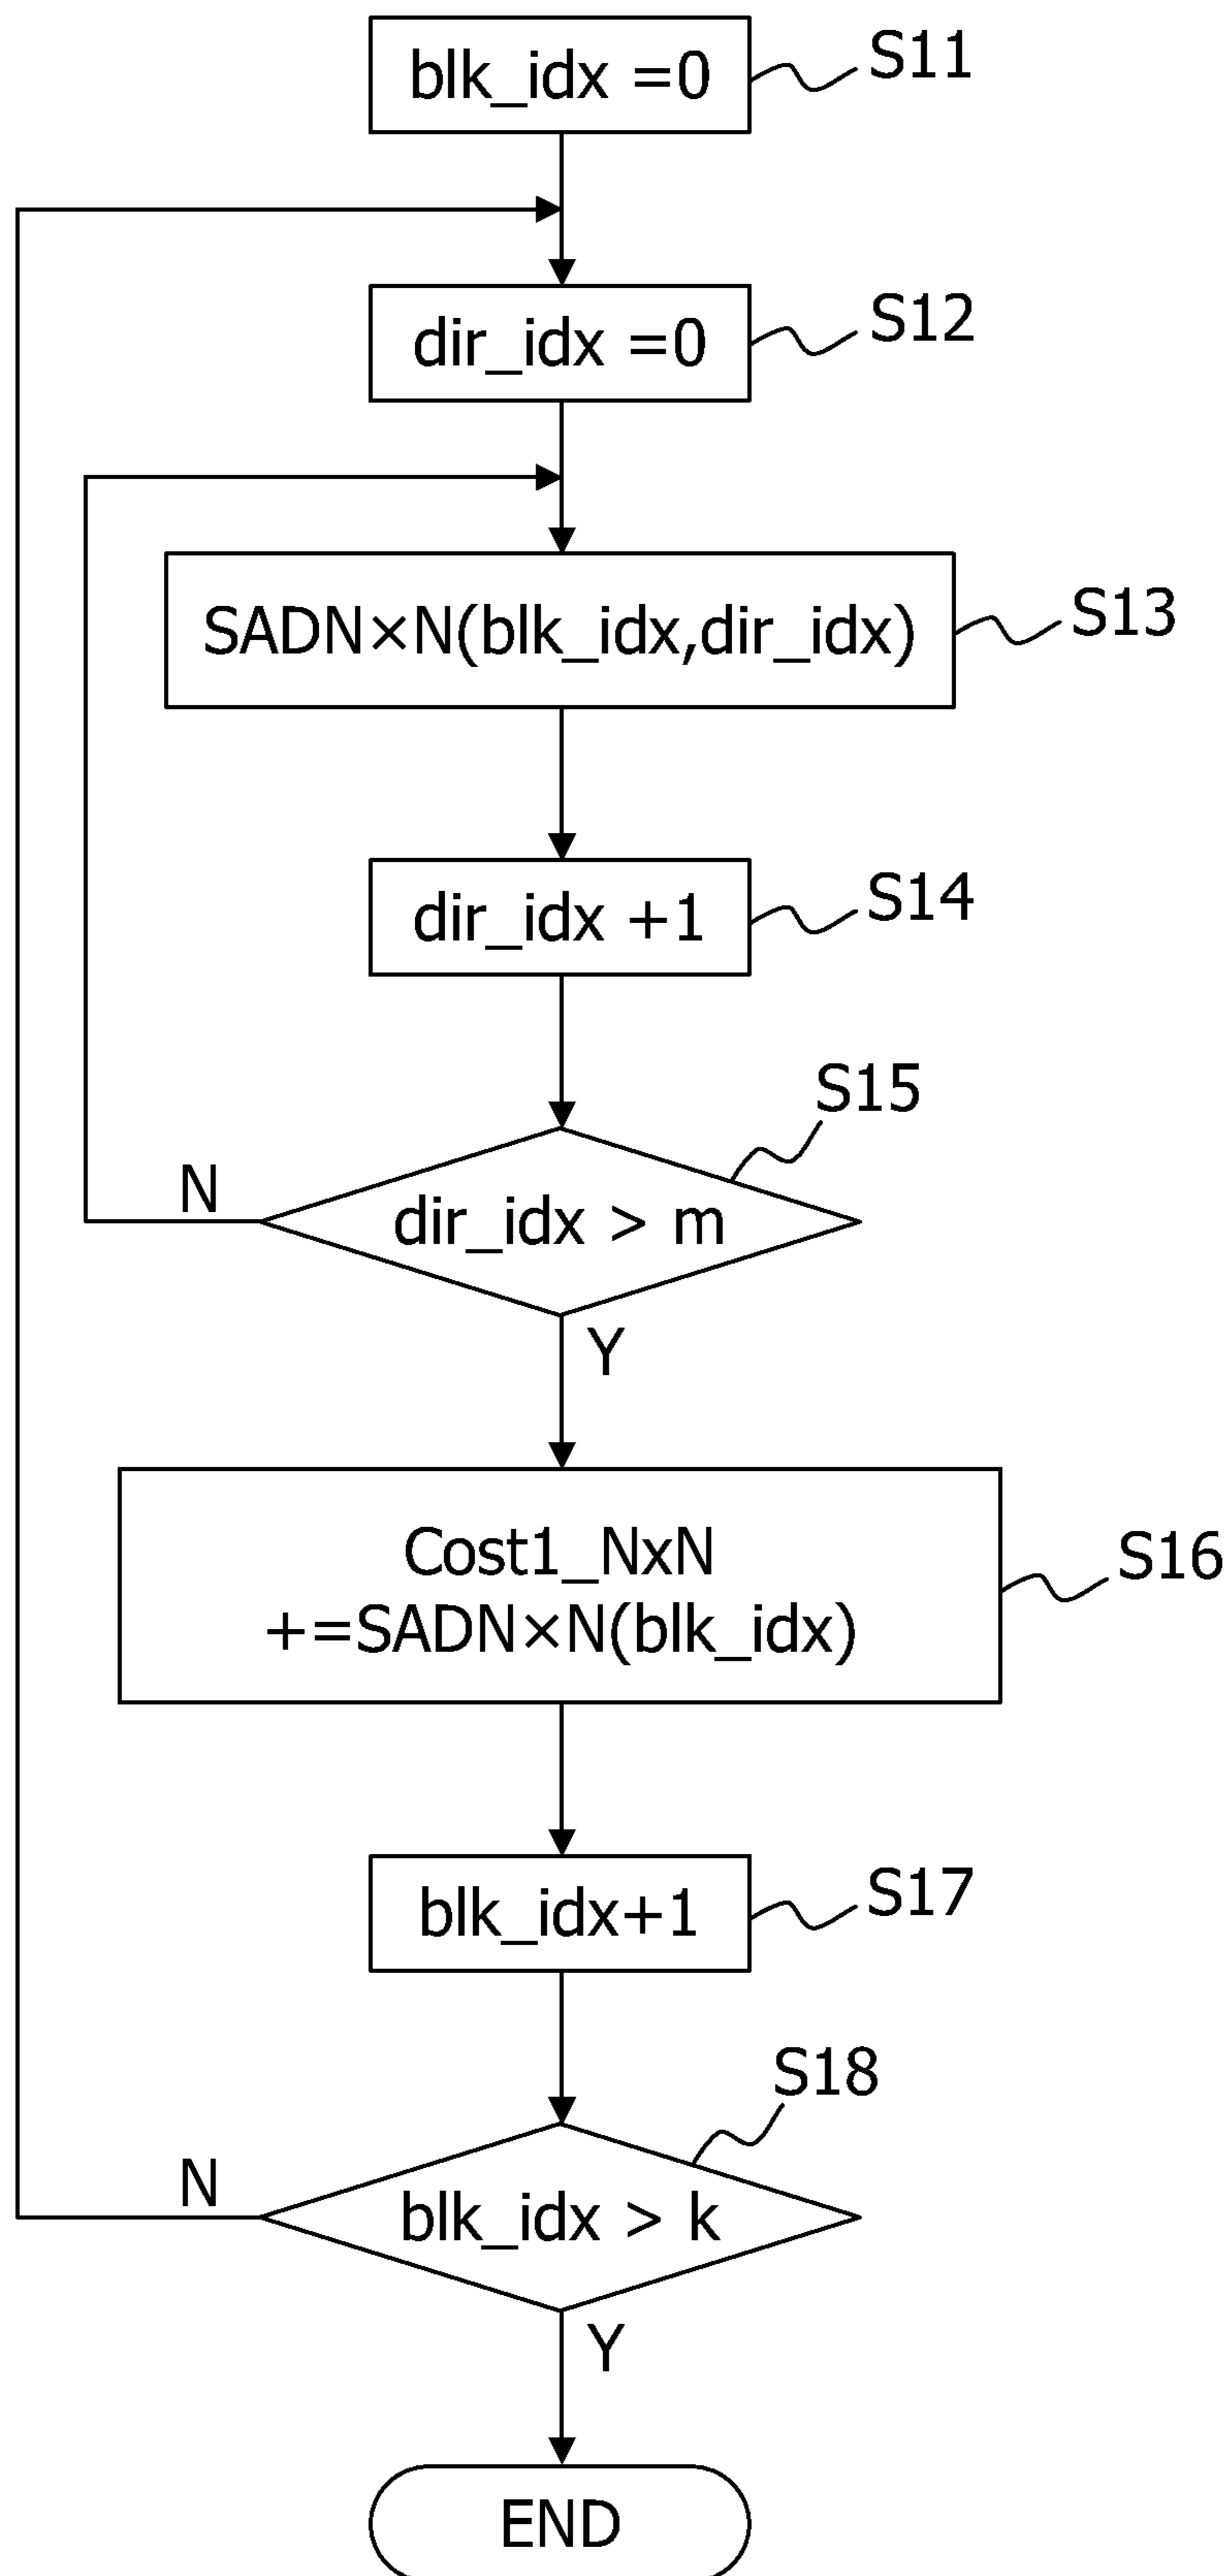 blk_idx =0
S11
dir_idx =0
S12
SADN×N(blk_idx,dir_idx)
S13
dir_idx +1
S14
S15
N
dir_idx > m
Y
Cost1_NxN
+=SADN×N(blk_idx)
S16
blk_idx+1
S17
S18
N
blk_idx > k
Y
END